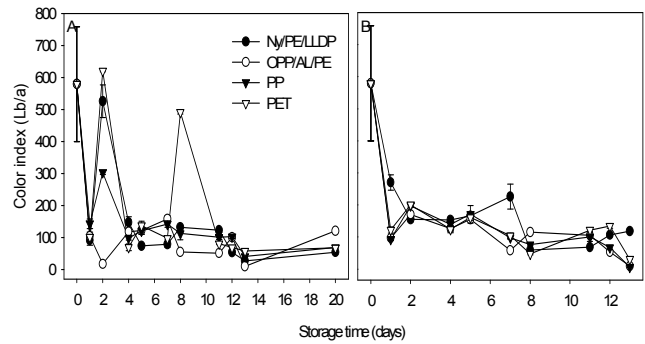 A
B
Color index (Lb/a)
800
700
600
500
400
300
200
100
0
Ny/PE/LLDP
OPP/AL/PE
PP
PET
0 2 4 6 8 10 12 14 16 18 20
0 2 4 6 8 10 12
Storage time (days)